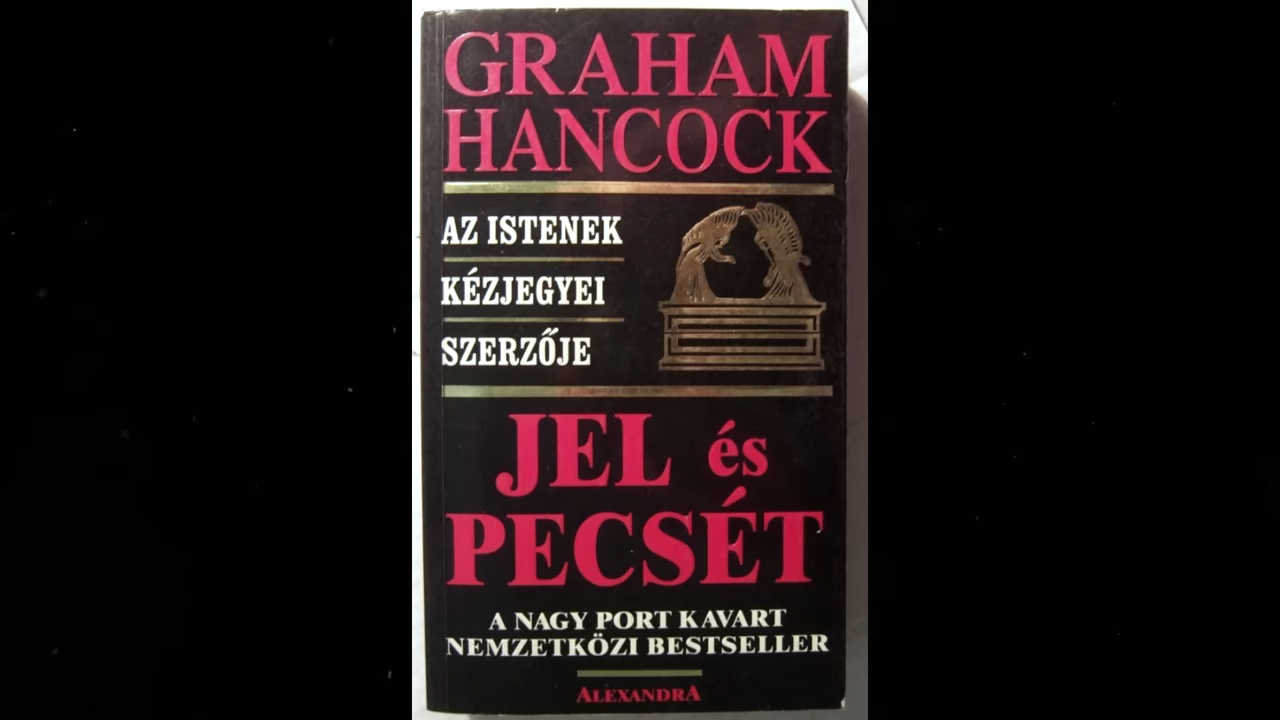 GRAHAM
HANCOCK
AZ ISTENEK
KÉZJEGYEI
SZERZŐJE
JEL és
PECSÉT
A NAGY PORT KAVART
NEMZETKÖZI BESTSELLER
ALEXANDRA